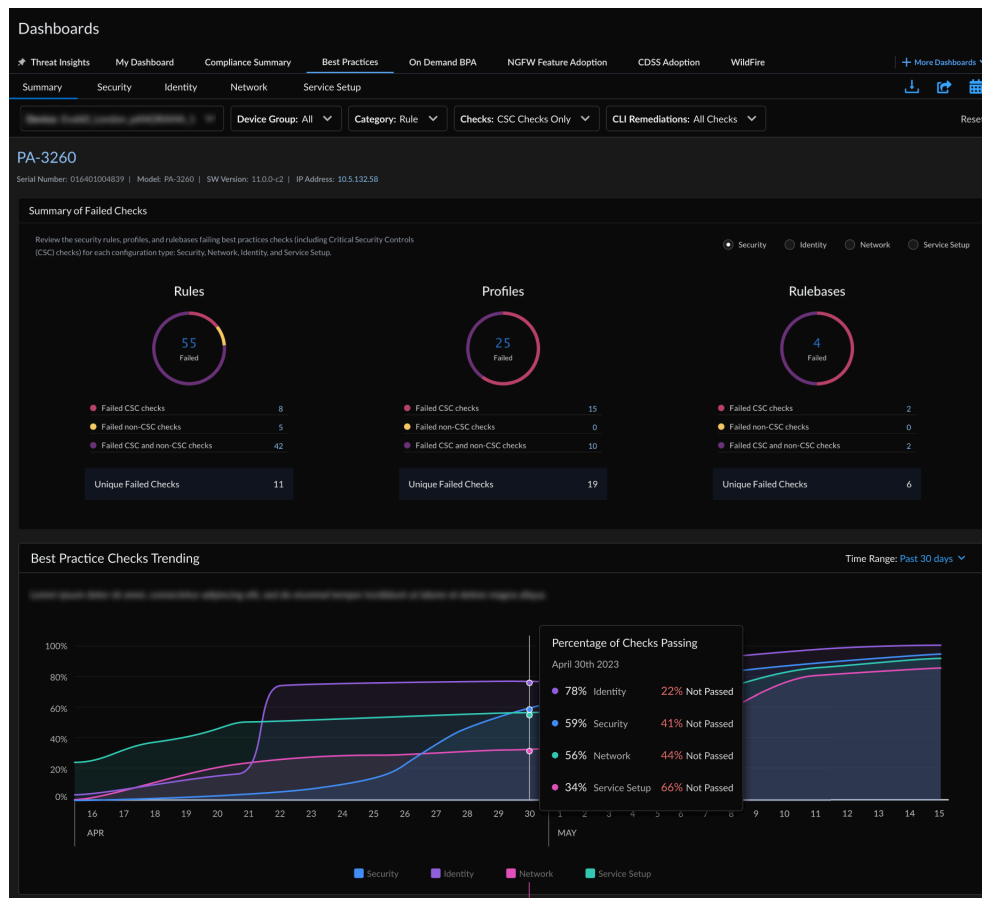 Dashboards
Threat Insights My Dashboard Compliance Summary Best Practices On Demand BPA NGFW Feature Adoption CDSS Adoption WildFire More Dashboards
Summary Security Identity Network Service Setup
Device Group: All Category: Rule Checks: CSC Checks Only CLI Remediations: All Checks Reset
PA-3260
Serial Number: 016401004839 | Model: PA-3260 | SW Version: 11.0.0-c2 | IP Address: 10.5.132.58
Summary of Failed Checks
Review the security rules, profiles, and rulebases failing best practices checks (including Critical Security Controls
(CSC) checks) for each configuration type: Security, Network, Identity, and Service Setup.
Security Identity Network Service Setup
Rules Profiles Rulebases
55 25 4
Failed Failed Failed
Failed CSC checks 8 Failed CSC checks 15 Failed CSC checks 2
Failed non-CSC checks 5 Failed non-CSC checks 0 Failed non-CSC checks 0
Failed CSC and non-CSC checks 42 Failed CSC and non-CSC checks 10 Failed CSC and non-CSC checks 2
Unique Failed Checks 11 Unique Failed Checks 19 Unique Failed Checks 6
Best Practice Checks Trending Time Range: Past 30 days
Percentage of Checks Passing
April 30th 2023
78% Identity 22% Not Passed
59% Security 41% Not Passed
56% Network 44% Not Passed
34% Service Setup 66% Not Passed
100%
80%
60%
40%
20%
0%
16 17 18 19 20 21 22 23 24 25 26 27 28 29 30 1 2 3 4 5 6 7 8 9 10 11 12 13 14 15
APR MAY
Security Identity Network Service Setup